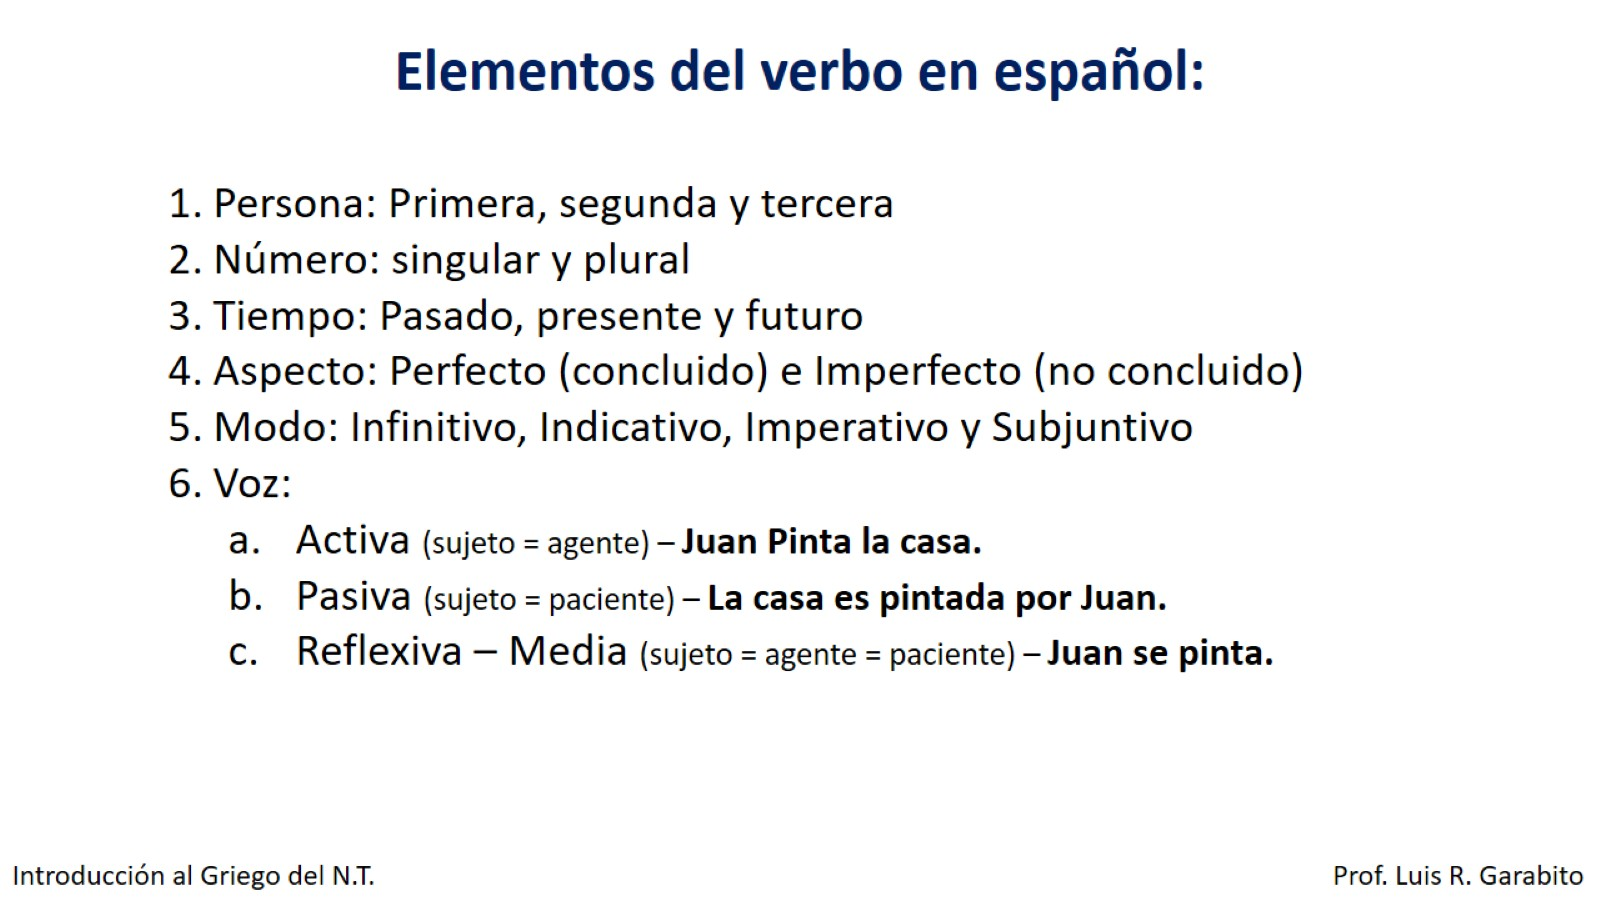 Elementos del verbo en español:
1. Persona: Primera, segunda y tercera
2. Número: singular y plural
3. Tiempo: Pasado, presente y futuro
4. Aspecto: Perfecto (concluido) e Imperfecto (no concluido)
5. Modo: Infinitivo, Indicativo, Imperativo y Subjuntivo
6. Voz:
a. Activa (sujeto = agente) – Juan Pinta la casa.
b. Pasiva (sujeto = paciente) – La casa es pintada por Juan.
c. Reflexiva – Media (sujeto = agente = paciente) – Juan se pinta.
Introducción al Griego del N.T.
Prof. Luis R. Garabito